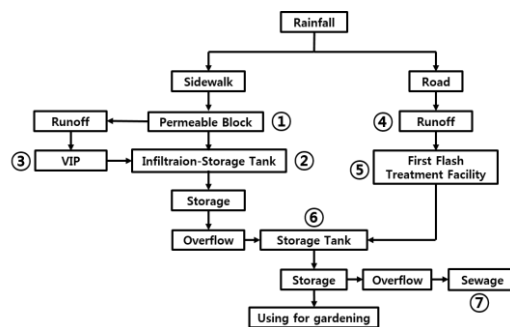 Rainfall
Sidewalk
Road
Runoff
Permeable Block
①
④
Runoff
③
VIP
Infiltraion-Storage Tank
②
⑤
First Flash
Treatment Facility
Storage
⑥
Overflow
Storage Tank
Storage
Overflow
Sewage
⑦
Using for gardening